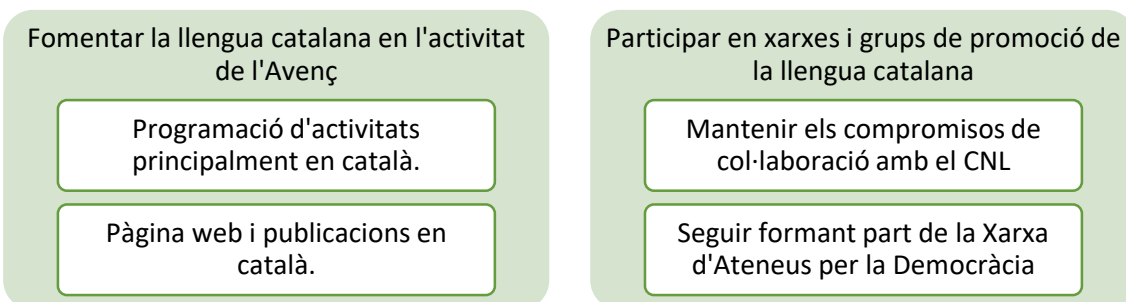 Fomentar la llengua catalana en l'activitat
de l'Avenç
Programació d'activitats
principalment en català.
Pàgina web i publicacions en
català.
Participar en xarxes i grups de promoció de
la llengua catalana
Mantenir els compromisos de
col·laboració amb el CNL
Seguir formant part de la Xarxa
d'Ateneus per la Democràcia